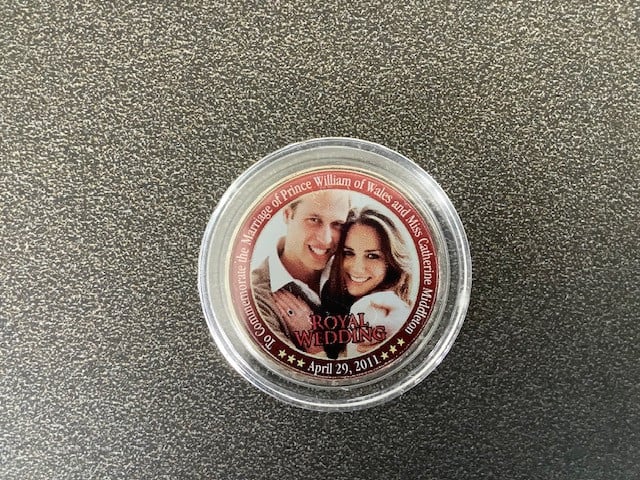 To Commemorate the Marriage of Prince William of Wales and Miss Catherine Middleton
ROYAL
WEDDING
April 29, 2011